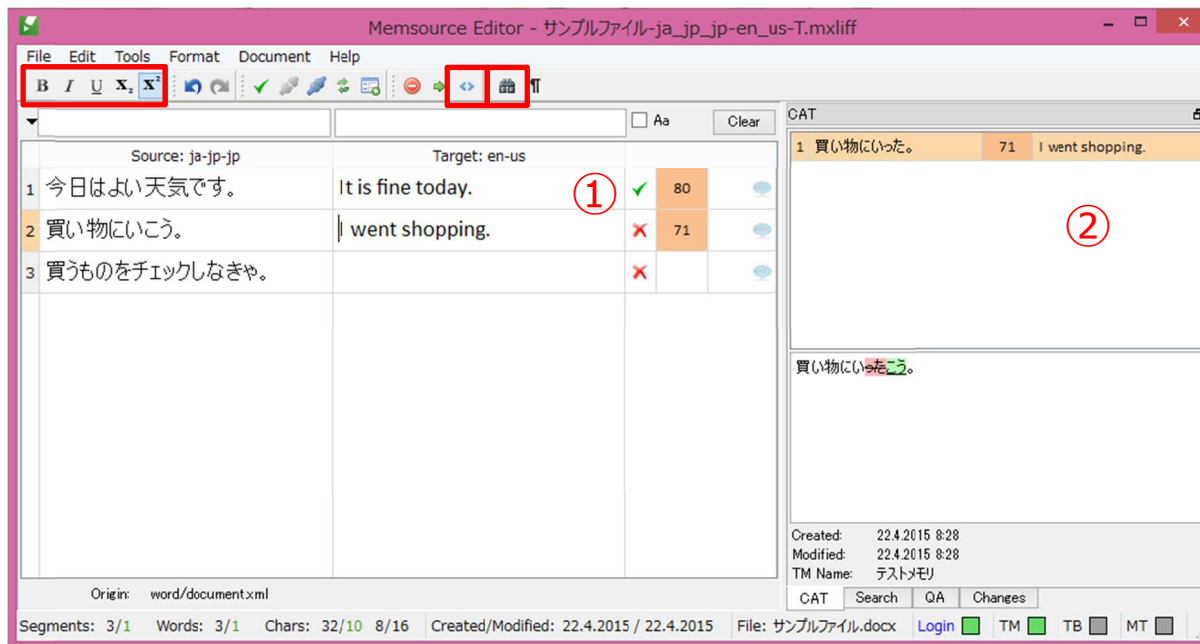 Memsource Editor - サンプルファイル-ja_jp_jp-en_us-T.mxliff
File Edit Tools Format Document Help
B I U X₂ X² ¶
Aa Clear
Source: ja-jp-jp Target: en-us
1 今日はよい天気です。 It is fine today. ① 80
2 買い物にいこう。 I went shopping. 71
3 買うものをチェックしなきゃ。
Origin: word/document.xml
CAT
1 買い物にいった。 71 I went shopping.
②
買い物にいったこう。
Created: 22.4.2015 8:28
Modified: 22.4.2015 8:28
TM Name: テストメモリ
CAT Search QA Changes
Segments: 3/1 Words: 3/1 Chars: 32/10 8/16 Created/Modified: 22.4.2015 / 22.4.2015 File: サンプルファイル.docx Login TM TB MT